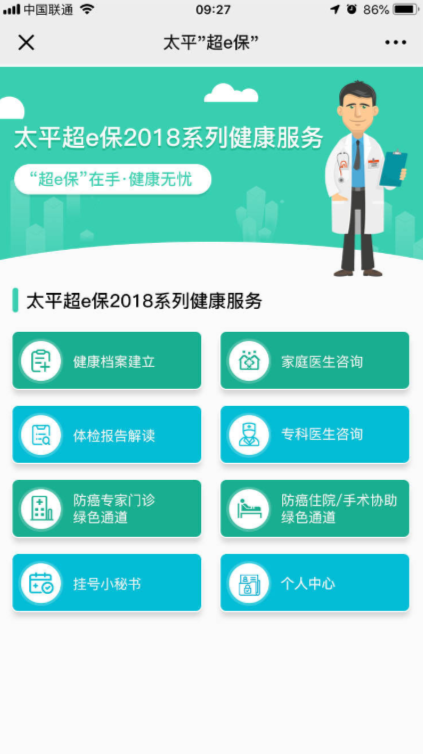 中国联通 09:27 86%
太平”超e保”
太平超e保2018系列健康服务
“超e保”在手·健康无忧
太平超e保2018系列健康服务
健康档案建立 家庭医生咨询
体检报告解读 专科医生咨询
防癌专家门诊 防癌住院/手术协助
绿色通道 绿色通道
挂号小秘书 个人中心